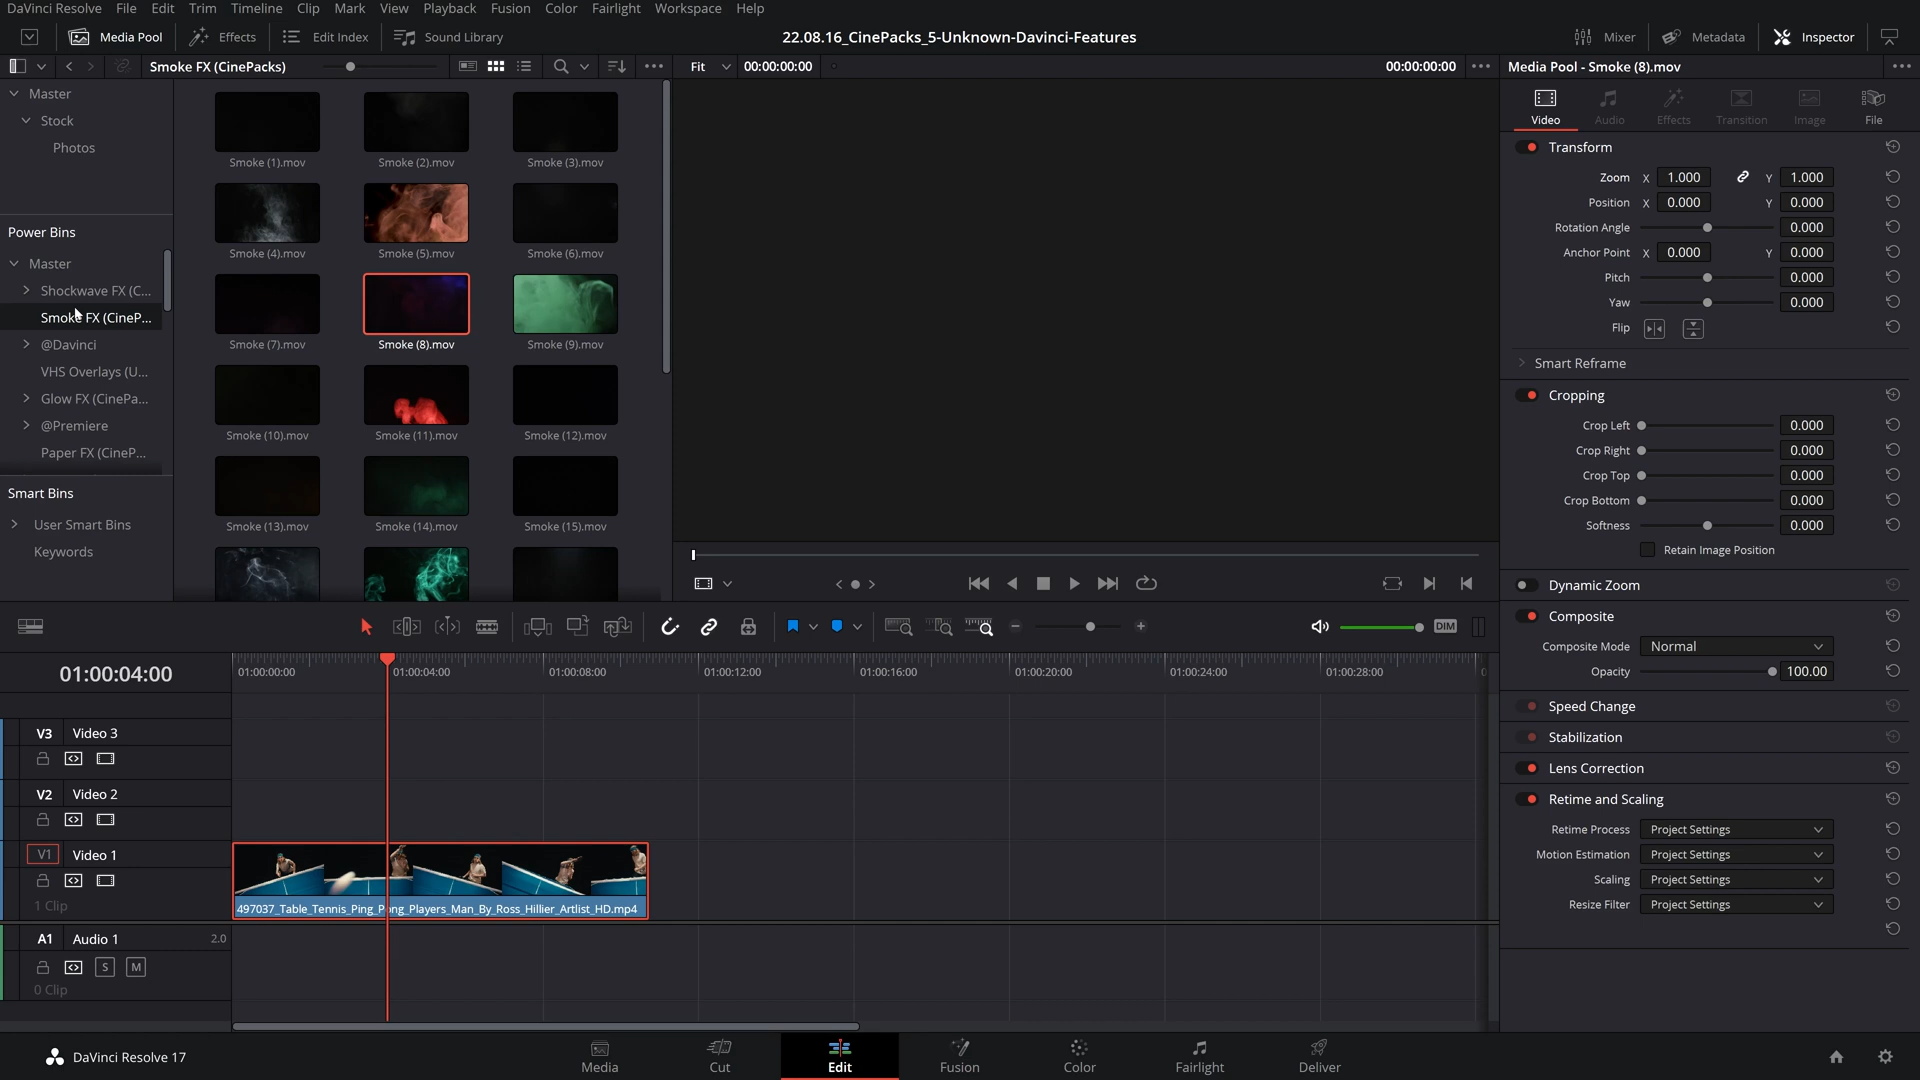 DaVinci Resolve File Edit Trim Timeline Clip Mark View Playback Fusion Color Fairlight Workspace Help
Media Pool Effects Edit Index Sound Library 22.08.16_CinePacks_5-Unknown-Davinci-Features Mixer Metadata Inspector
Smoke FX (CinePacks) Fit 00:00:00:00 00:00:00:00 Media Pool - Smoke (8).mov
Master
Stock
Photos
Power Bins
Master
Shockwave FX (C...
Smoke FX (CineP...
@Davinci
VHS Overlays (U...
Glow FX (CinePa...
@Premiere
Paper FX (CineP...
Smart Bins
User Smart Bins
Keywords
Smoke (1).mov Smoke (2).mov Smoke (3).mov
Smoke (4).mov Smoke (5).mov Smoke (6).mov
Smoke (7).mov Smoke (8).mov Smoke (9).mov
Smoke (10).mov Smoke (11).mov Smoke (12).mov
Smoke (13).mov Smoke (14).mov Smoke (15).mov
Video Audio Effects Transition Image File
Transform
Zoom X 1.000 Y 1.000
Position X 0.000 Y 0.000
Rotation Angle 0.000
Anchor Point X 0.000 Y 0.000
Pitch 0.000
Yaw 0.000
Flip
Smart Reframe
Cropping
Crop Left 0.000
Crop Right 0.000
Crop Top 0.000
Crop Bottom 0.000
Softness 0.000
Retain Image Position
Dynamic Zoom
Composite
Composite Mode Normal
Opacity 100.00
Speed Change
Stabilization
Lens Correction
Retime and Scaling
Retime Process Project Settings
Motion Estimation Project Settings
Scaling Project Settings
Resize Filter Project Settings
DIM
01:00:04:00 01:00:00:00 01:00:04:00 01:00:08:00 01:00:12:00 01:00:16:00 01:00:20:00 01:00:24:00 01:00:28:00
V3 Video 3
V2 Video 2
V1 Video 1
1 Clip
497037_Table_Tennis_Ping_Pong_Players_Man_By_Ross_Hillier_Artlist_HD.mp4
A1 Audio 1 2.0
S M
0 Clip
DaVinci Resolve 17 Media Cut Edit Fusion Color Fairlight Deliver